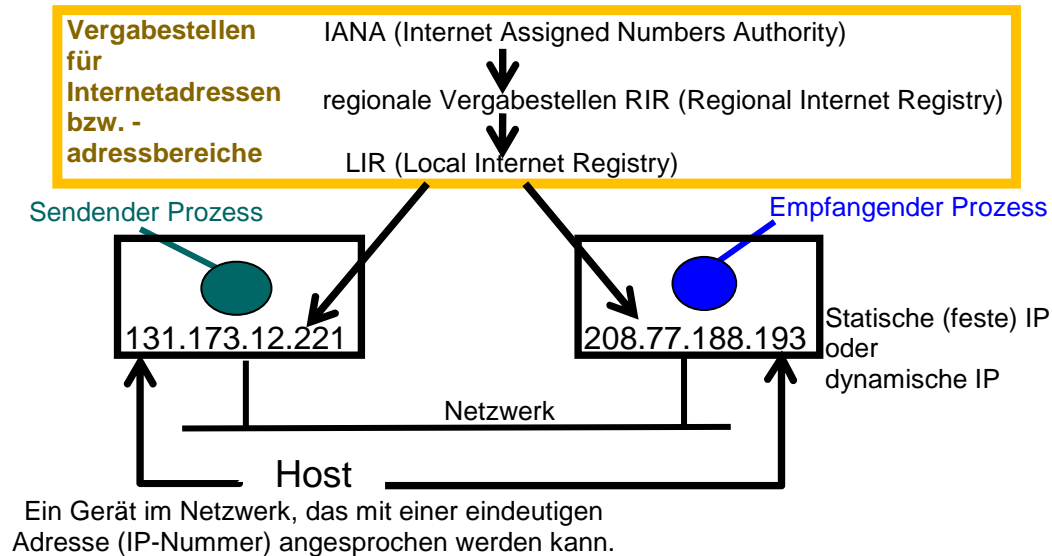 Vergabestellen
für
Internetadressen
bzw. -
adressbereiche
IANA (Internet Assigned Numbers Authority)
regionale Vergabestellen RIR (Regional Internet Registry)
LIR (Local Internet Registry)
Sendender Prozess
Empfangender Prozess
131.173.12.221
208.77.188.193
Statische (feste) IP
oder
dynamische IP
Netzwerk
Host
Ein Gerät im Netzwerk, das mit einer eindeutigen
Adresse (IP-Nummer) angesprochen werden kann.